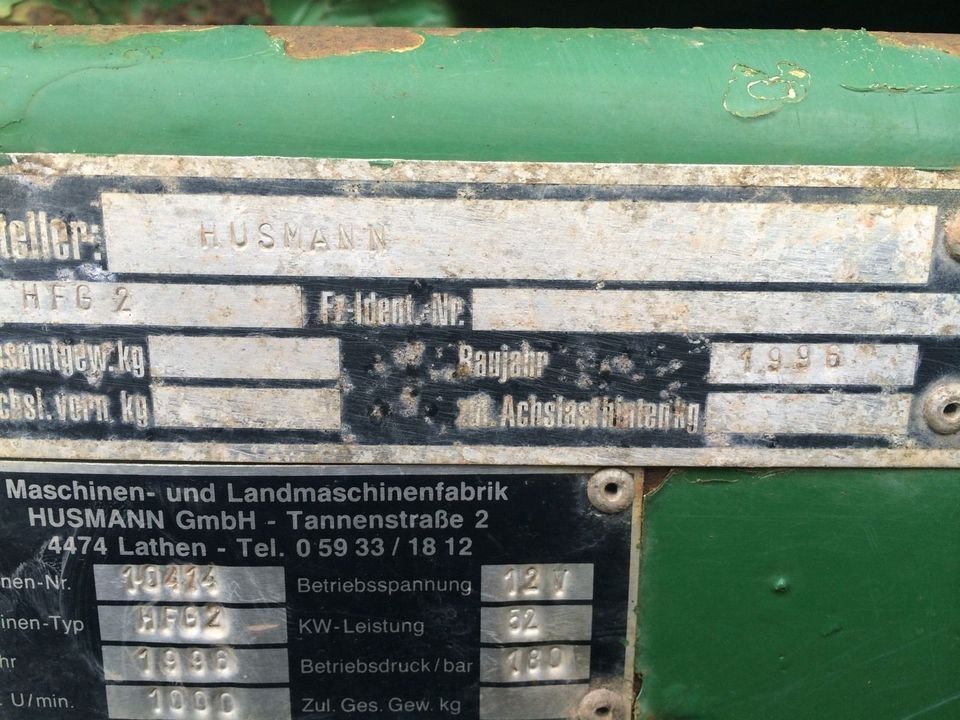 teller: HUSMANN
HFG 2 Fz-Ident.-Nr.
esamtgew. kg Baujahr 1996
chsl. vorn kg zul. Achslast hinten kg
Maschinen- und Landmaschinenfabrik
HUSMANN GmbH - Tannenstraße 2
4474 Lathen - Tel. 0 59 33 / 18 12
nen-Nr. 10414 Betriebsspannung 12 V
inen-Typ HFG2 KW-Leistung 52
hr 1996 Betriebsdruck/bar 180
. U/min. 1000 Zul. Ges. Gew. kg